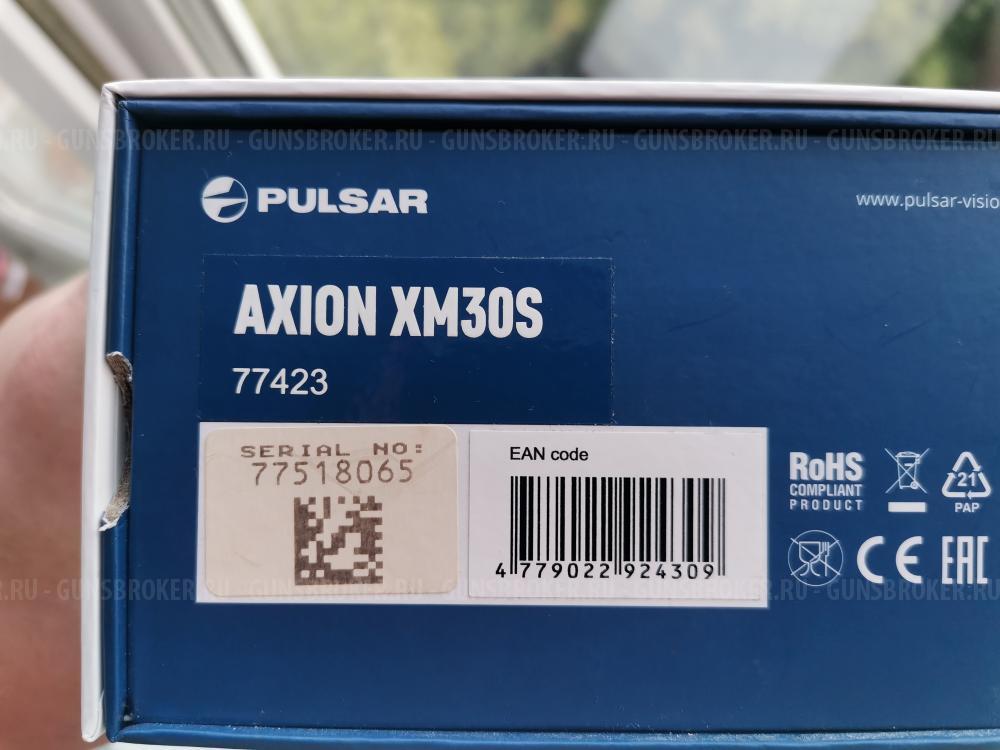 GUNSBROKER.RU - GUNSBROKER.RU - GUNSBROKER.RU - GUNSBROKER.RU - GUNSBROKER.RU
PULSAR
www.pulsar-visio
AXION XM30S
77423
SERIAL NO:
77518065
EAN code
4 779022 924309
RoHS
COMPLIANT
PRODUCT
21
PAP
CE EAC
GUNSBROKER.RU - GUNSBROKER.RU - GUNSBROKER.RU - GUNSBROKER.RU - GUNSBROKER.RU